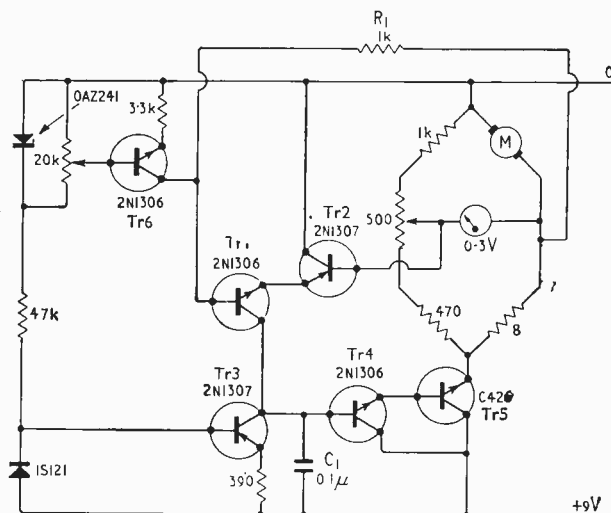 R1
1k
0
OAZ241
3·3k
1k
M
20k
2N1306
Tr6
Tr2
2N1307
500
0-3V
Tr1
2N1306
47k
470
8
Tr4
2N1306
Tr3
2N1307
Tr5
1S121
390
C1
0·1μ
+9V